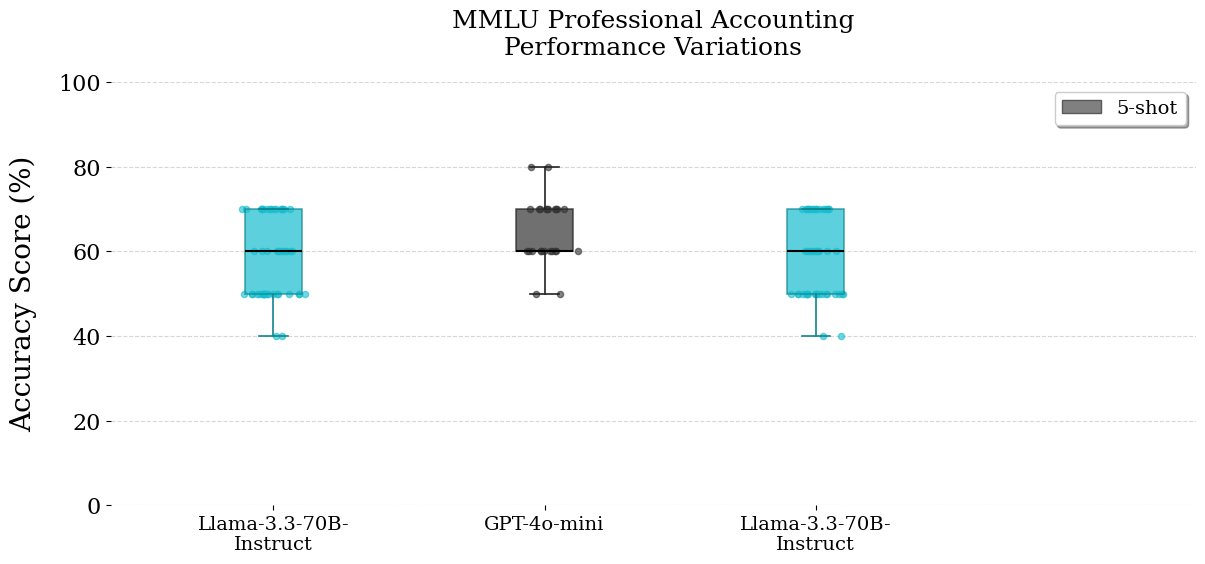 MMLU Professional Accounting
Performance Variations
Accuracy Score (%)
100
80
60
40
20
0
5-shot
Llama-3.3-70B-
Instruct
GPT-4o-mini
Llama-3.3-70B-
Instruct